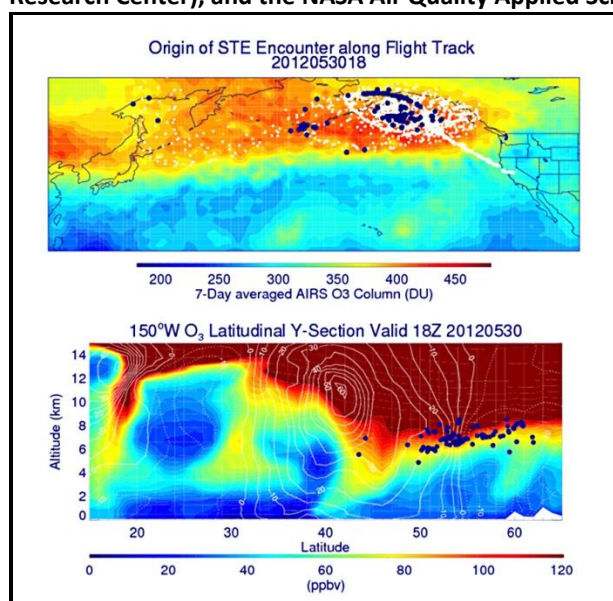 Research Center), and the NASA Air Quality Applied Sci
Origin of STE Encounter along Flight Track
2012053018
200 250 300 350 400 450
7-Day averaged AIRS O3 Column (DU)
150°W O₃ Latitudinal Y-Section Valid 18Z 20120530
14
12
10
8
6
4
2
0
Altitude (km)
20 30 40 50 60
Latitude
0 20 40 60 80 100 120
(ppbv)